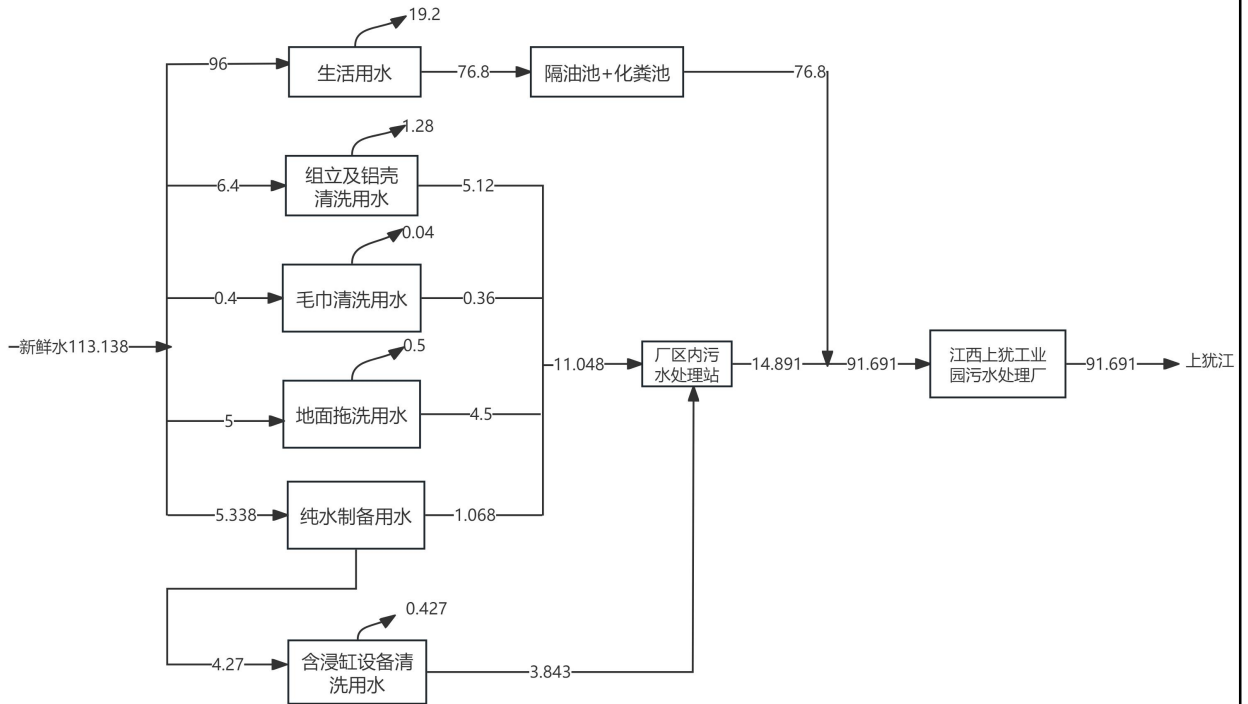 19.2
96
生活用水
76.8
隔油池+化粪池
76.8
1.28
6.4
组立及铝壳
清洗用水
5.12
0.04
0.4
毛巾清洗用水
0.36
新鲜水113.138
0.5
5
地面拖洗用水
4.5
11.048
厂区内污
水处理站
14.891
91.691
江西上犹工业
园污水处理厂
91.691
上犹江
5.338
纯水制备用水
1.068
0.427
4.27
含浸缸设备清
洗用水
3.843